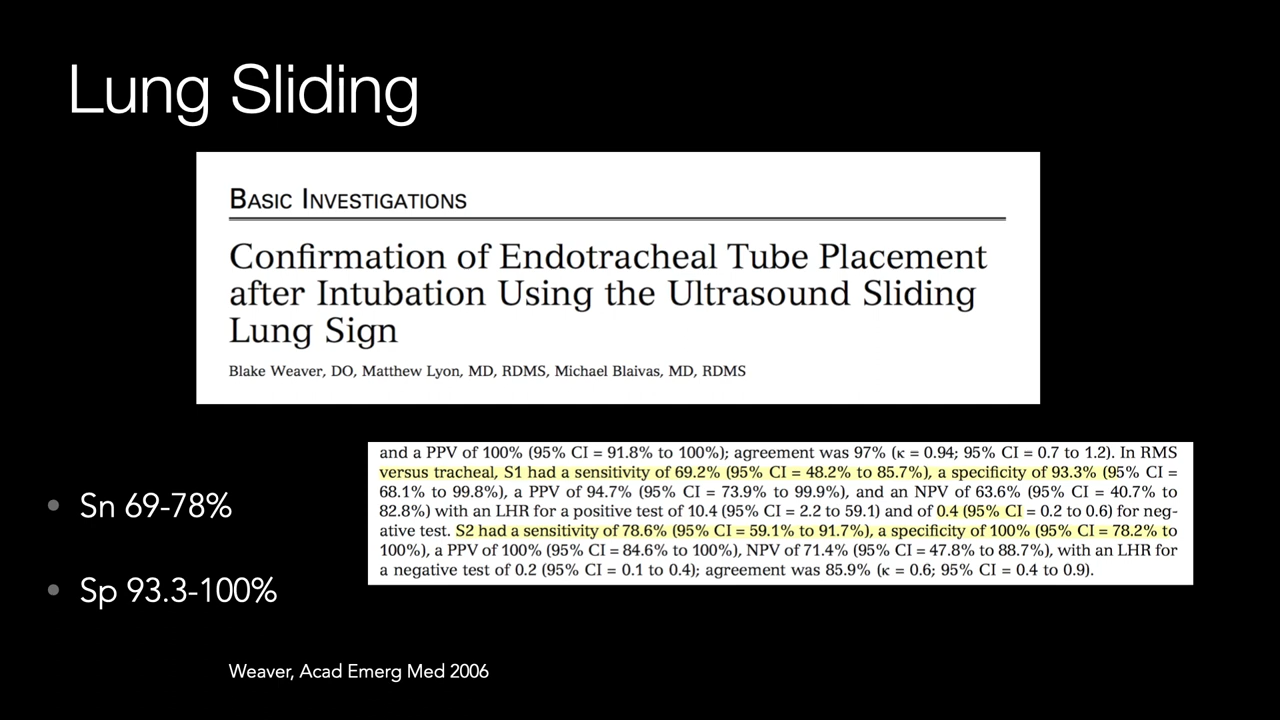 Lung Sliding
BASIC INVESTIGATIONS
Confirmation of Endotracheal Tube Placement
after Intubation Using the Ultrasound Sliding
Lung Sign
Blake Weaver, DO, Matthew Lyon, MD, RDMS, Michael Blaivas, MD, RDMS
and a PPV of 100% (95% CI = 91.8% to 100%); agreement was 97% (κ = 0.94; 95% CI = 0.7 to 1.2). In RMS
versus tracheal, S1 had a sensitivity of 69.2% (95% CI = 48.2% to 85.7%), a specificity of 93.3% (95% CI =
68.1% to 99.8%), a PPV of 94.7% (95% CI = 73.9% to 99.9%), and an NPV of 63.6% (95% CI = 40.7% to
82.8%) with an LHR for a positive test of 10.4 (95% CI = 2.2 to 59.1) and of 0.4 (95% CI = 0.2 to 0.6) for neg-
ative test. S2 had a sensitivity of 78.6% (95% CI = 59.1% to 91.7%), a specificity of 100% (95% CI = 78.2% to
100%), a PPV of 100% (95% CI = 84.6% to 100%), NPV of 71.4% (95% CI = 47.8% to 88.7%), with an LHR for
a negative test of 0.2 (95% CI = 0.1 to 0.4); agreement was 85.9% (κ = 0.6; 95% CI = 0.4 to 0.9).
• Sn 69-78%
• Sp 93.3-100%
Weaver, Acad Emerg Med 2006